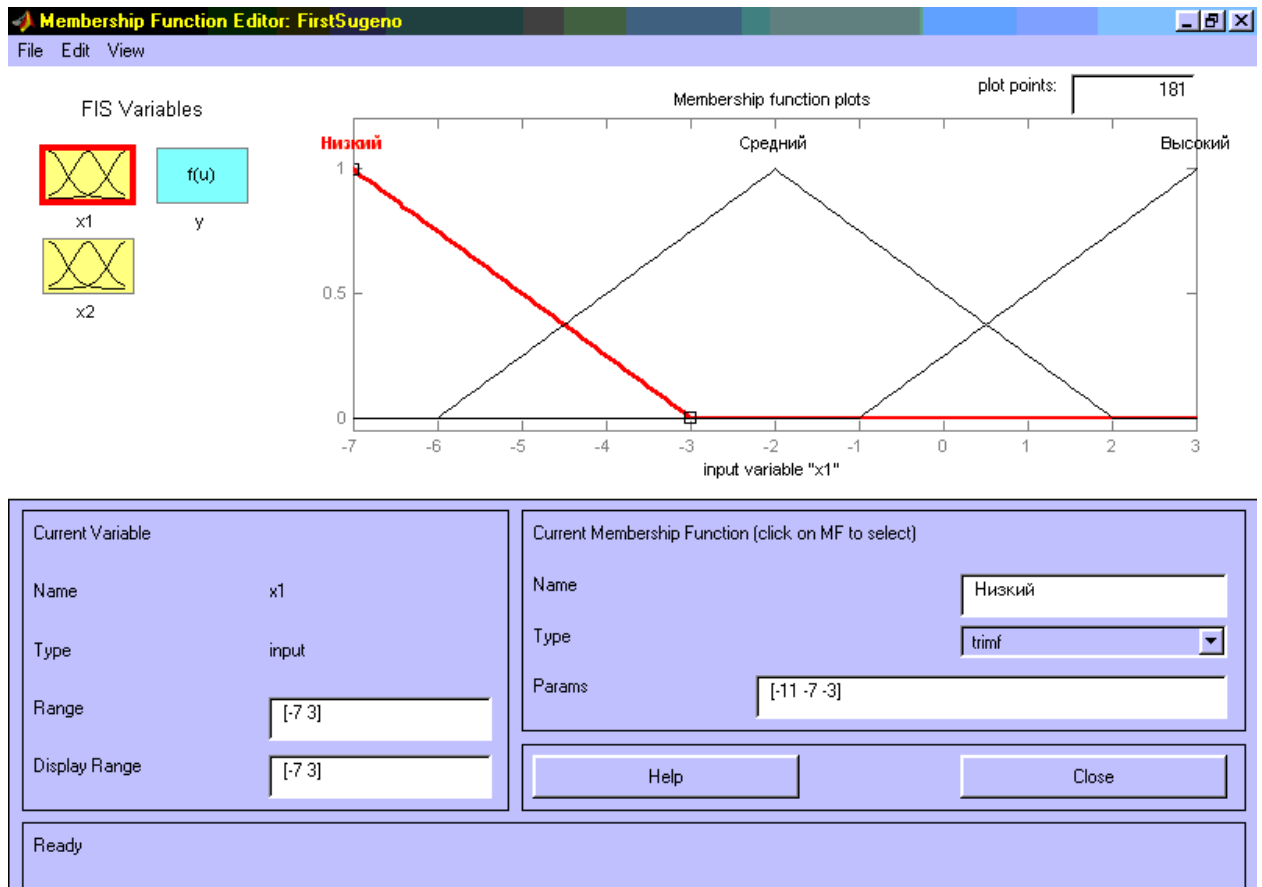 Membership Function Editor: FirstSugeno
File Edit View
FIS Variables
f(u)
x1
y
x2
plot points:
181
Membership function plots
Низкий
Средний
Высокий
1
0.5
0
-7 -6 -5 -4 -3 -2 -1 0 1 2 3
input variable "x1"
Current Variable
Name x1
Type input
Range [-7 3]
Display Range [-7 3]
Current Membership Function (click on MF to select)
Name Низкий
Type trimf
Params [-11 -7 -3]
Help Close
Ready